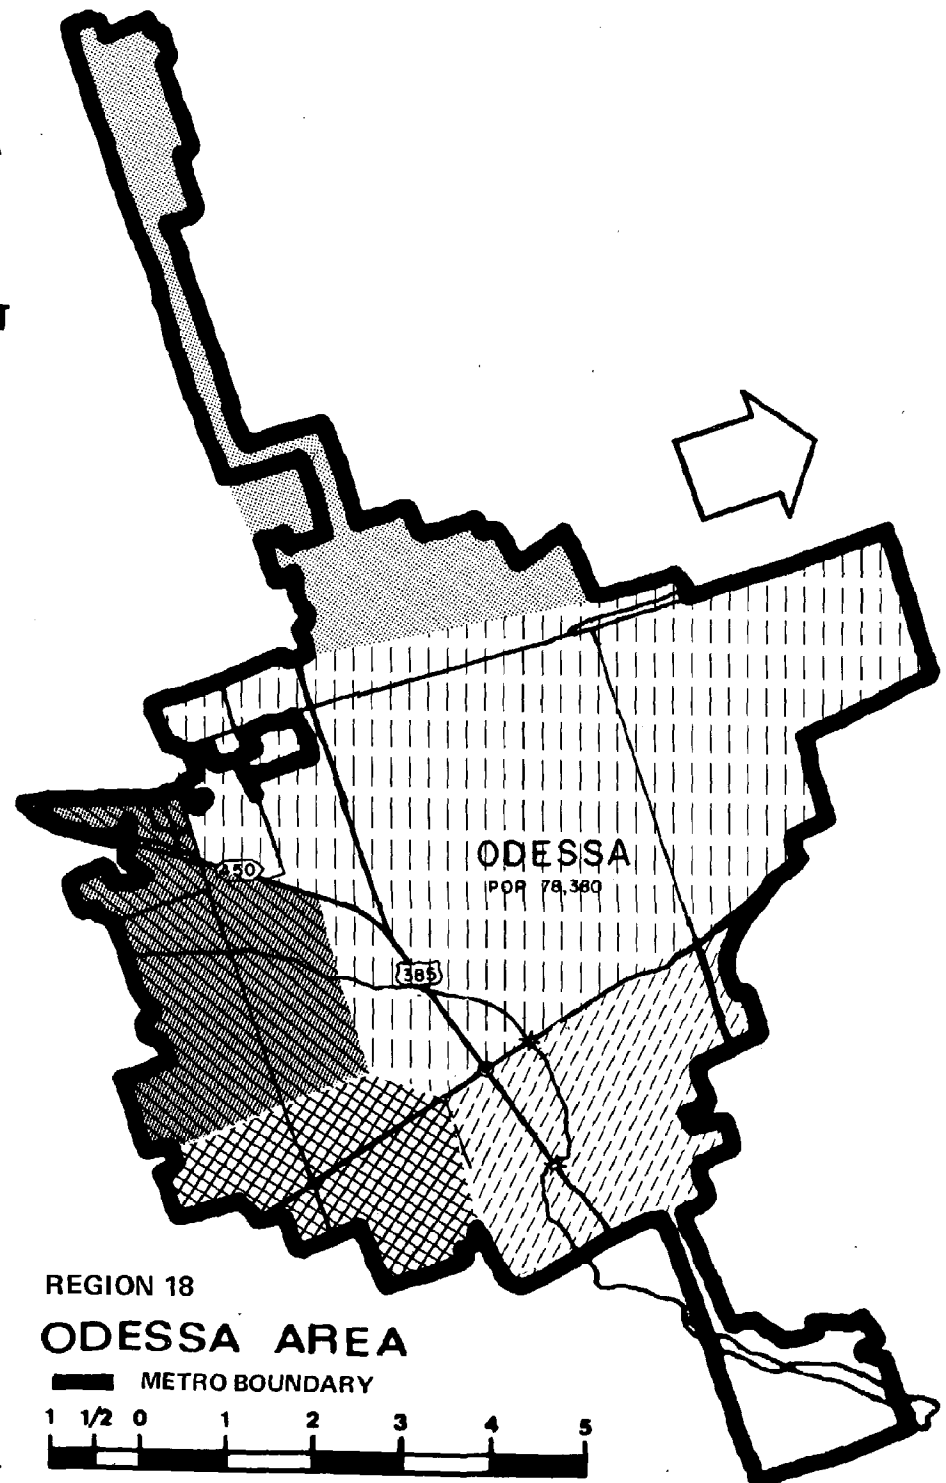 T
ODESSA
POP 78,380
450
385
REGION 18
ODESSA AREA
METRO BOUNDARY
1 1/2 0 1 2 3 4 5